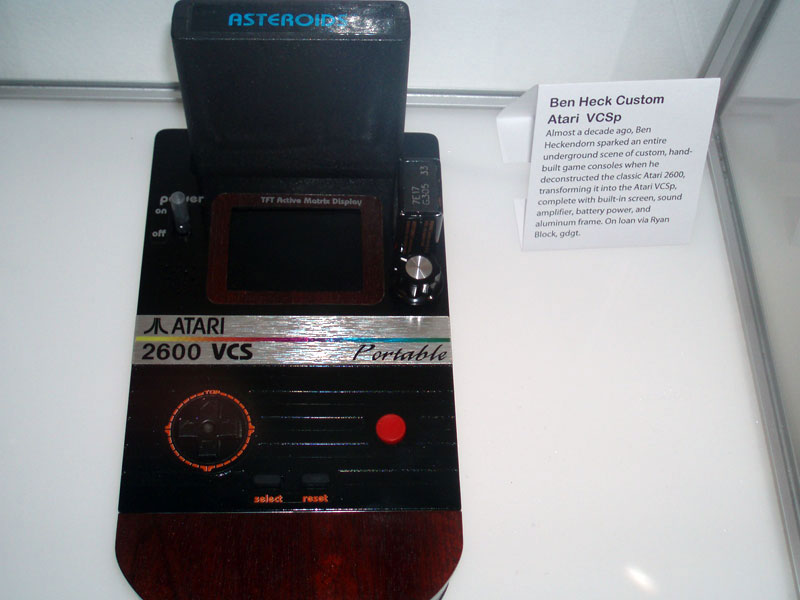 ASTEROIDS
power
on
off
TFT Active Matrix Display
ATARI
2600 VCS
Portable
TOP
select
reset
Ben Heck Custom
Atari VCSp
Almost a decade ago, Ben
Heckendorn sparked an entire
underground scene of custom, hand-
built game consoles when he
deconstructed the classic Atari 2600,
transforming it into the Atari VCSp,
complete with built-in screen, sound
amplifier, battery power, and
aluminum frame. On loan via Ryan
Block, gdgt.